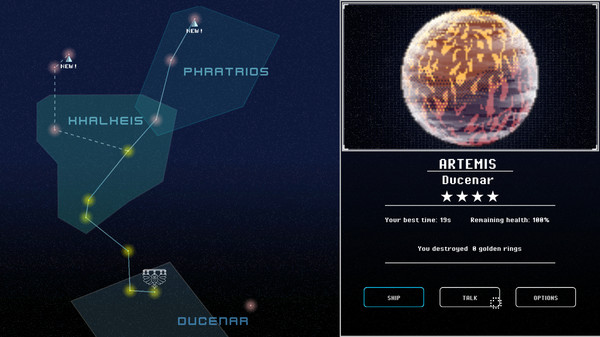 NEW!
PHRATRIOS
NEW!
KHALKEIS
DUCENAR
ARTEMIS
Ducenar
Your best time: 19s Remaining health: 100%
You destroyed 0 golden rings
SHIP TALK OPTIONS